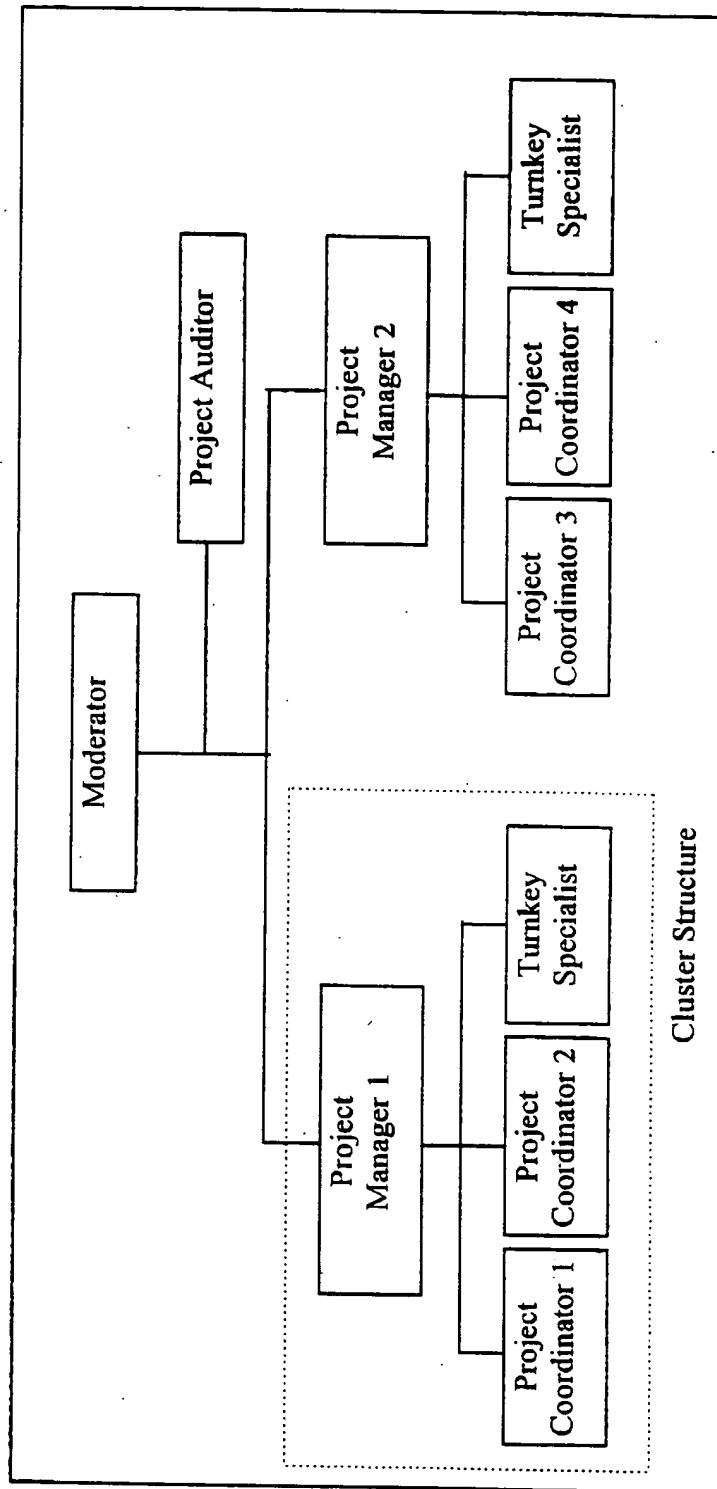 Moderator
Project Auditor
Project
Manager 1
Project
Manager 2
Project
Coordinator 1
Project
Coordinator 2
Turnkey
Specialist
Project
Coordinator 3
Project
Coordinator 4
Turnkey
Specialist
Cluster Structure